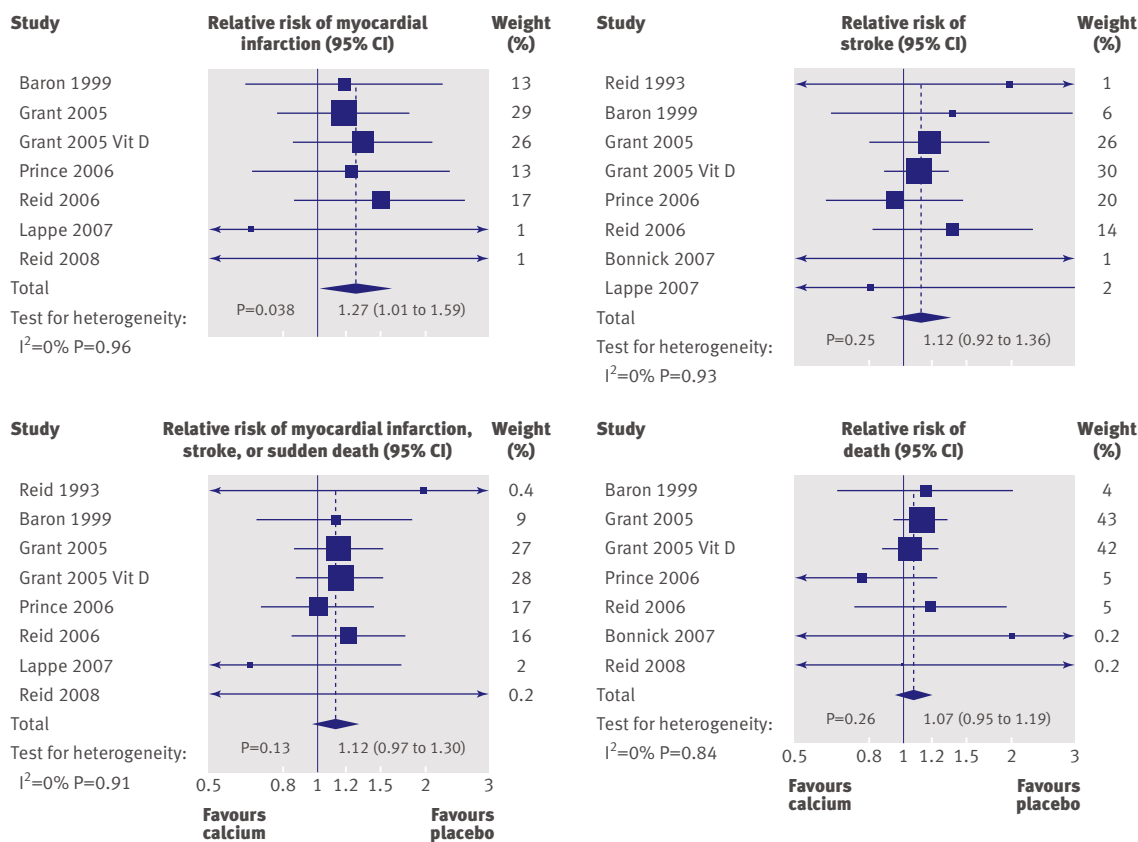 Study Relative risk of myocardial Weight
infarction (95% CI) (%)
Baron 1999 13
Grant 2005 29
Grant 2005 Vit D 26
Prince 2006 13
Reid 2006 17
Lappe 2007 1
Reid 2008 1
Total
P=0.038 1.27 (1.01 to 1.59)
Test for heterogeneity:
I²=0% P=0.96
Study Relative risk of Weight
stroke (95% CI) (%)
Reid 1993 1
Baron 1999 6
Grant 2005 26
Grant 2005 Vit D 30
Prince 2006 20
Reid 2006 14
Bonnick 2007 1
Lappe 2007 2
Total
P=0.25 1.12 (0.92 to 1.36)
Test for heterogeneity:
I²=0% P=0.93
Study Relative risk of myocardial infarction, Weight
stroke, or sudden death (95% CI) (%)
Reid 1993 0.4
Baron 1999 9
Grant 2005 27
Grant 2005 Vit D 28
Prince 2006 17
Reid 2006 16
Lappe 2007 2
Reid 2008 0.2
Total
Test for heterogeneity: P=0.13 1.12 (0.97 to 1.30)
I²=0% P=0.91
0.5 0.8 1 1.2 1.5 2 3
Favours Favours
calcium placebo
Study Relative risk of Weight
death (95% CI) (%)
Baron 1999 4
Grant 2005 43
Grant 2005 Vit D 42
Prince 2006 5
Reid 2006 5
Bonnick 2007 0.2
Reid 2008 0.2
Total
Test for heterogeneity: P=0.26 1.07 (0.95 to 1.19)
I²=0% P=0.84
0.5 0.8 1 1.2 1.5 2 3
Favours Favours
calcium placebo